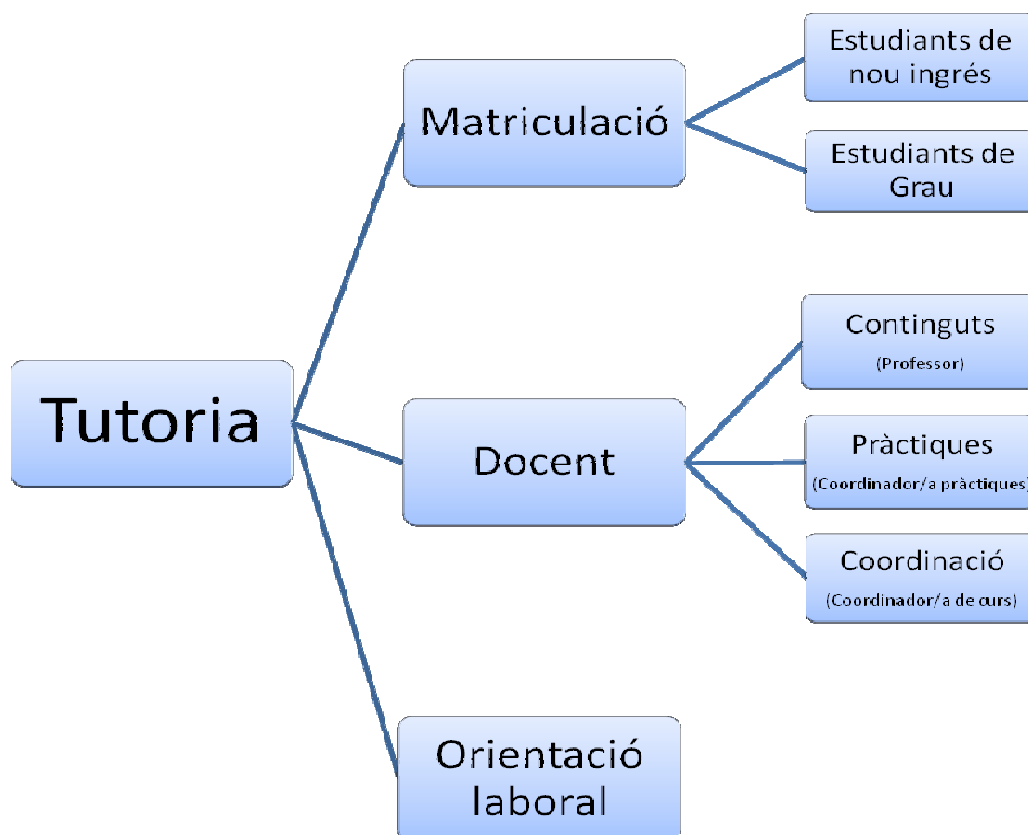 Tutoria
Matriculació
Estudiants de
nou ingrés
Estudiants de
Grau
Docent
Continguts
(Professor)
Pràctiques
(Coordinador/a pràctiques)
Coordinació
(Coordinador/a de curs)
Orientació
laboral